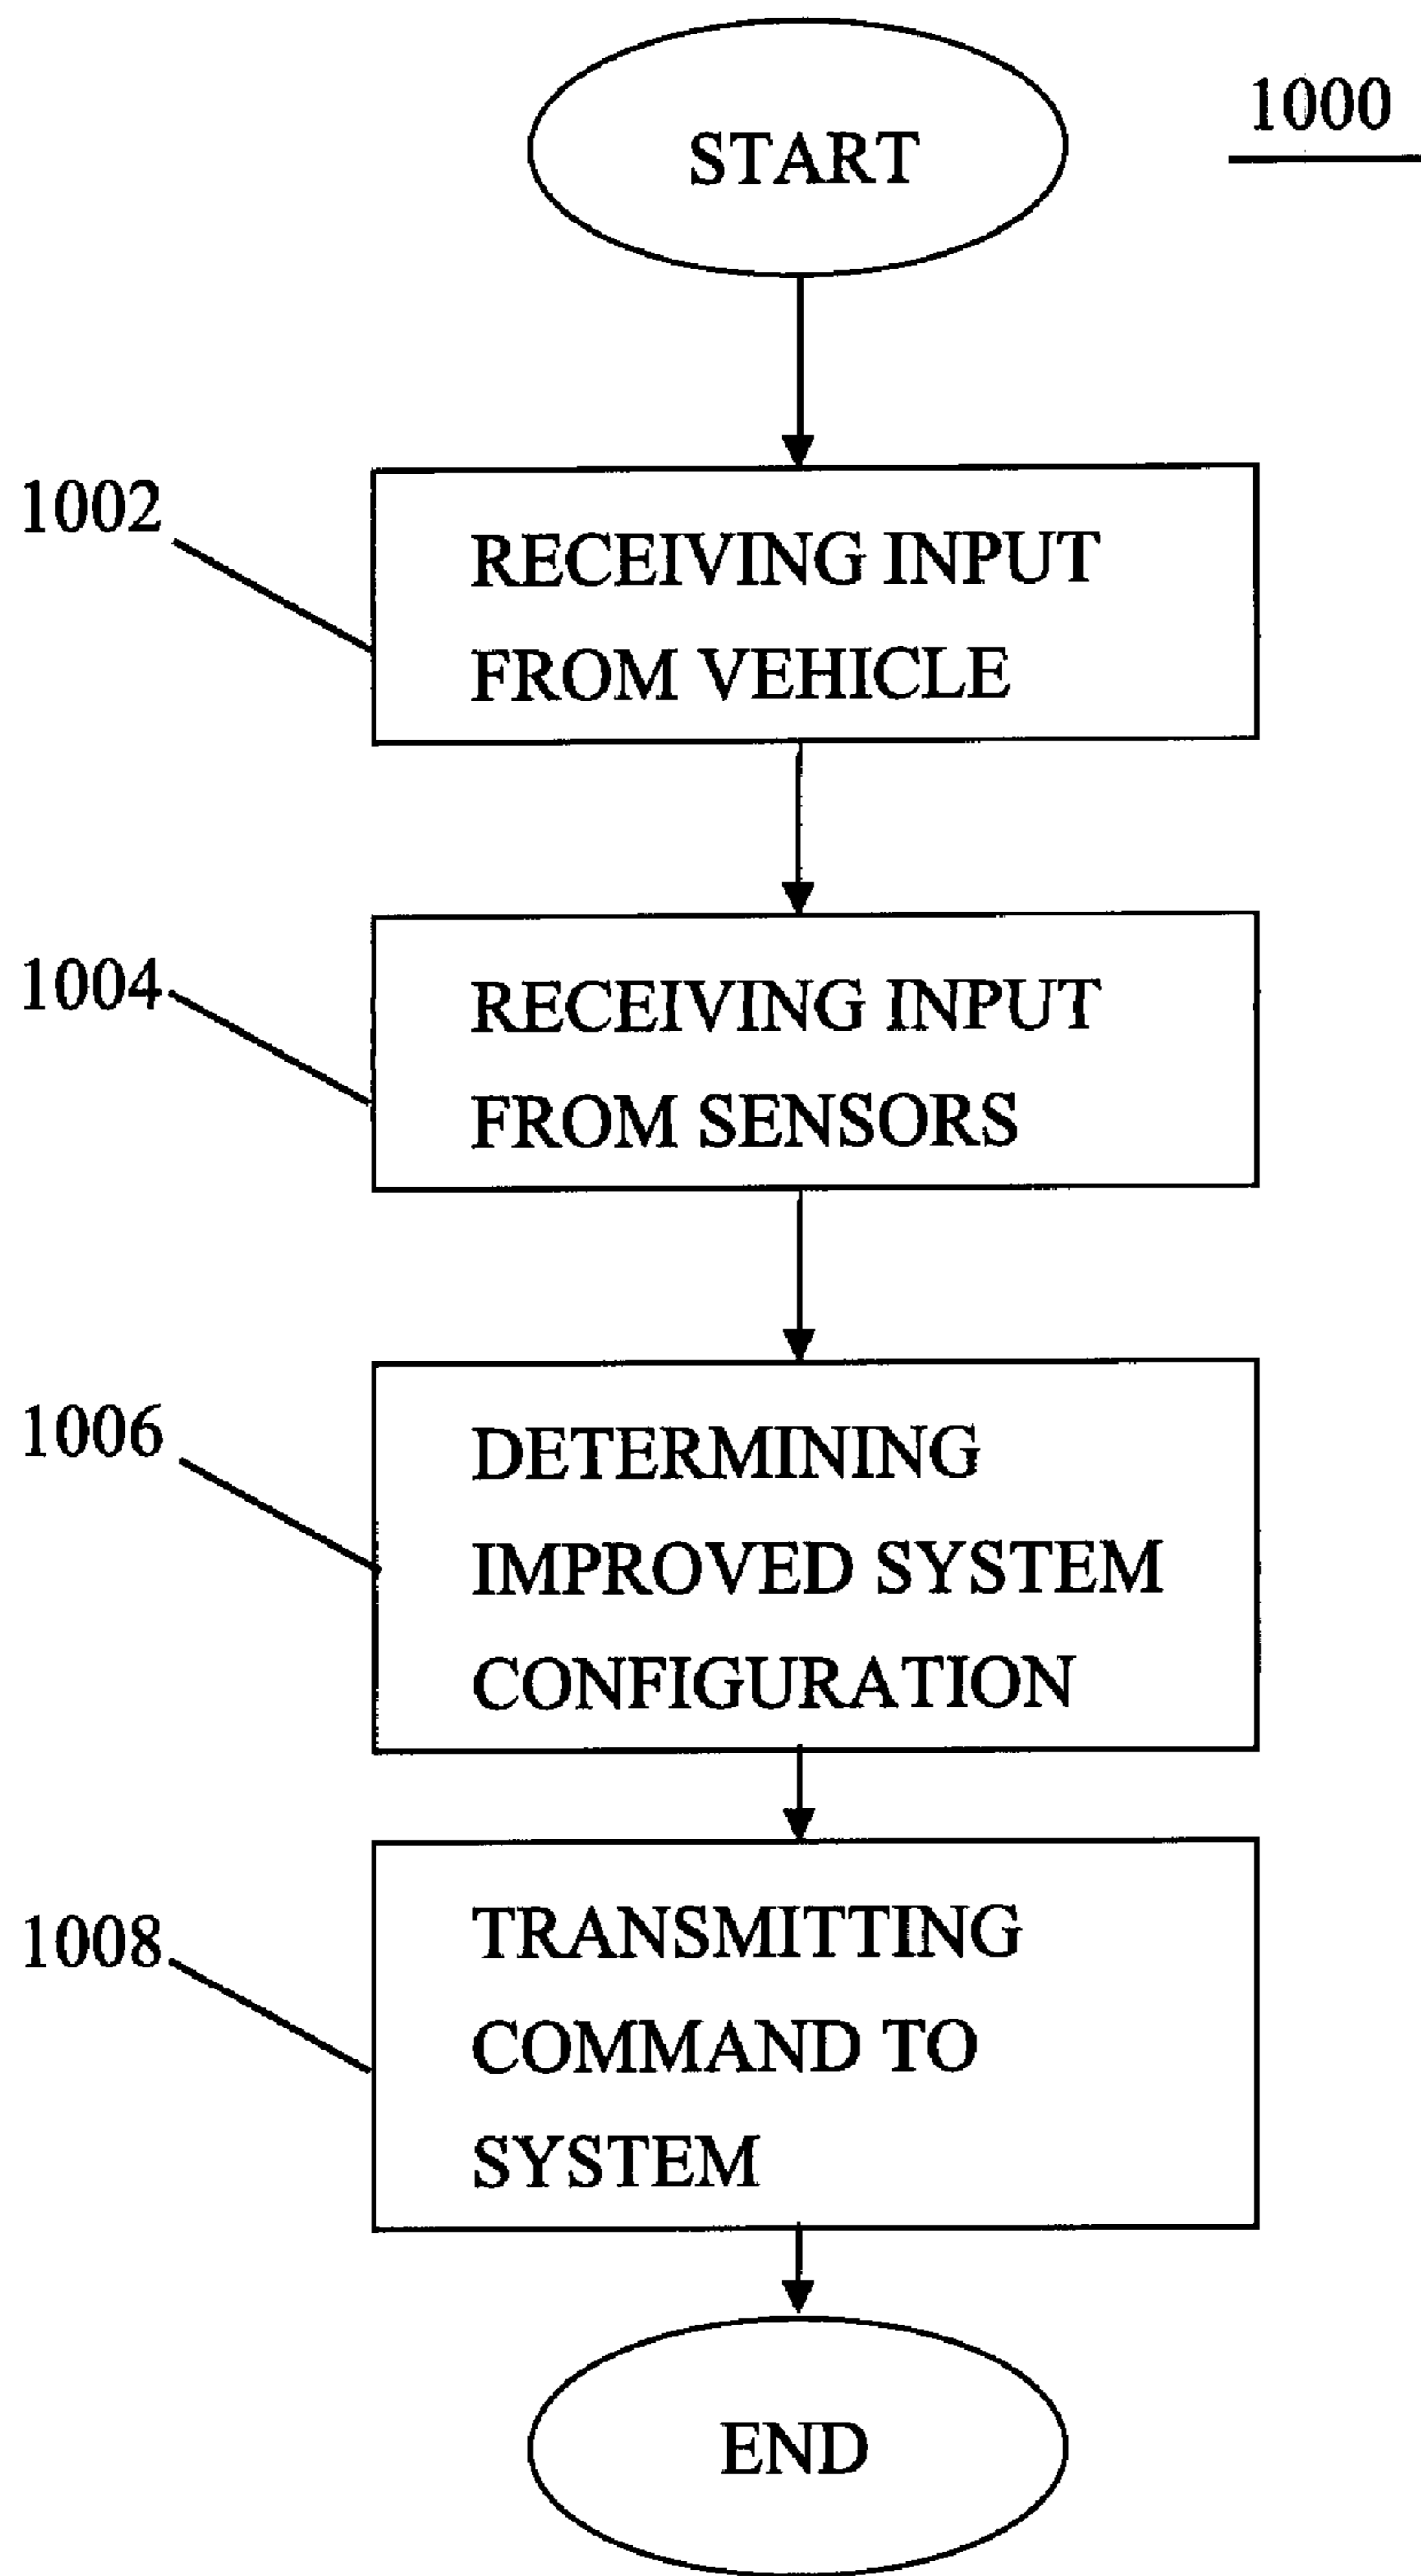 START
1000
1002
RECEIVING INPUT
FROM VEHICLE
1004
RECEIVING INPUT
FROM SENSORS
1006
DETERMINING
IMPROVED SYSTEM
CONFIGURATION
1008
TRANSMITTING
COMMAND TO
SYSTEM
END